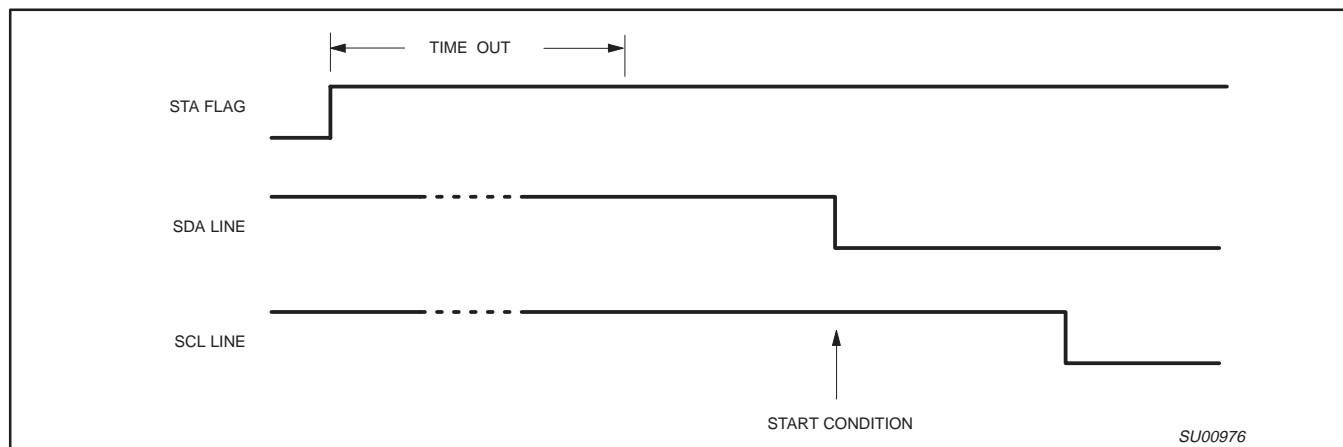 TIME OUT
STA FLAG
SDA LINE
SCL LINE
START CONDITION
SU00976